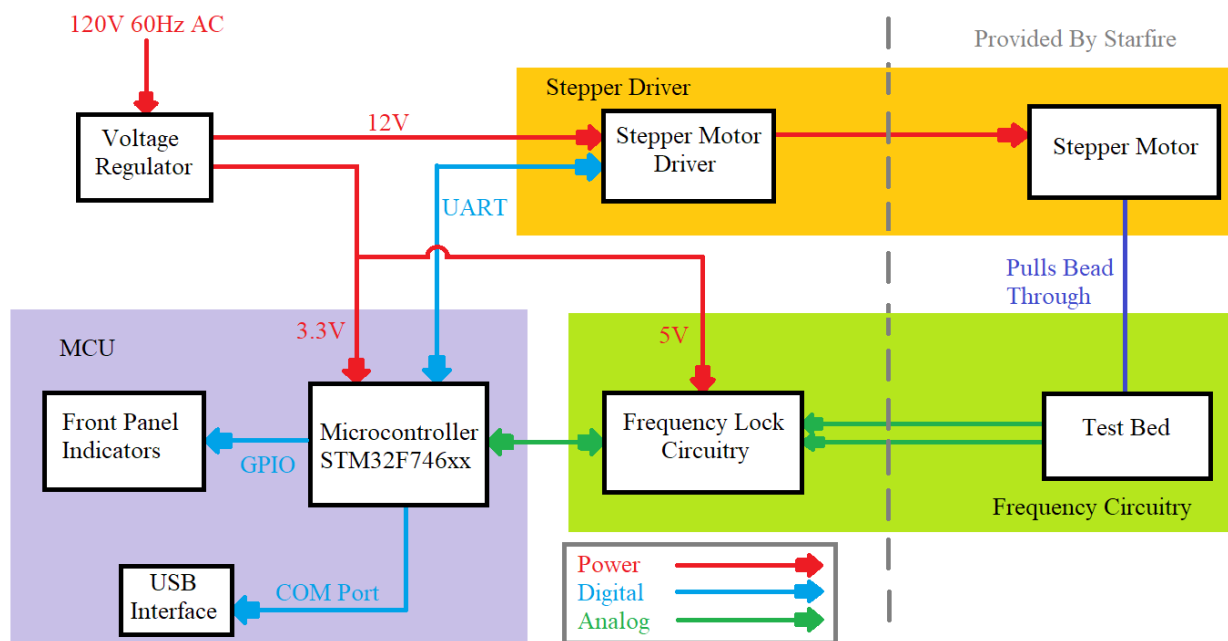 120V 60Hz AC
Provided By Starfire
Stepper Driver
Voltage
Regulator
12V
Stepper Motor
Driver
Stepper Motor
UART
Pulls Bead
Through
3.3V
5V
MCU
Front Panel
Indicators
GPIO
Microcontroller
STM32F746xx
Frequency Lock
Circuitry
Test Bed
Frequency Circuitry
USB
Interface
COM Port
Power
Digital
Analog